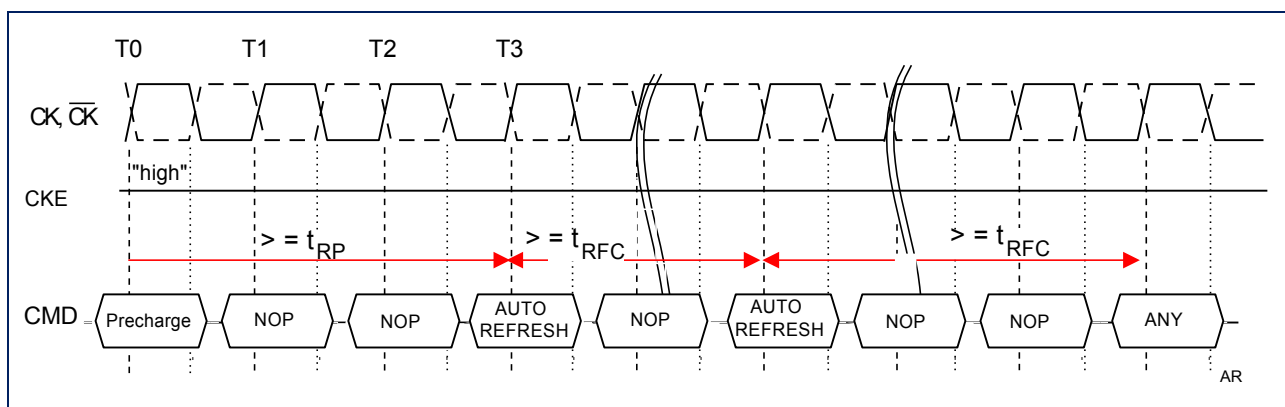 T0 T1 T2 T3
CK, C̅K̅
"high"
CKE
> = tRP
> = tRFC
> = tRFC
CMD
Precharge
NOP
NOP
AUTO
REFRESH
NOP
AUTO
REFRESH
NOP
NOP
ANY
AR